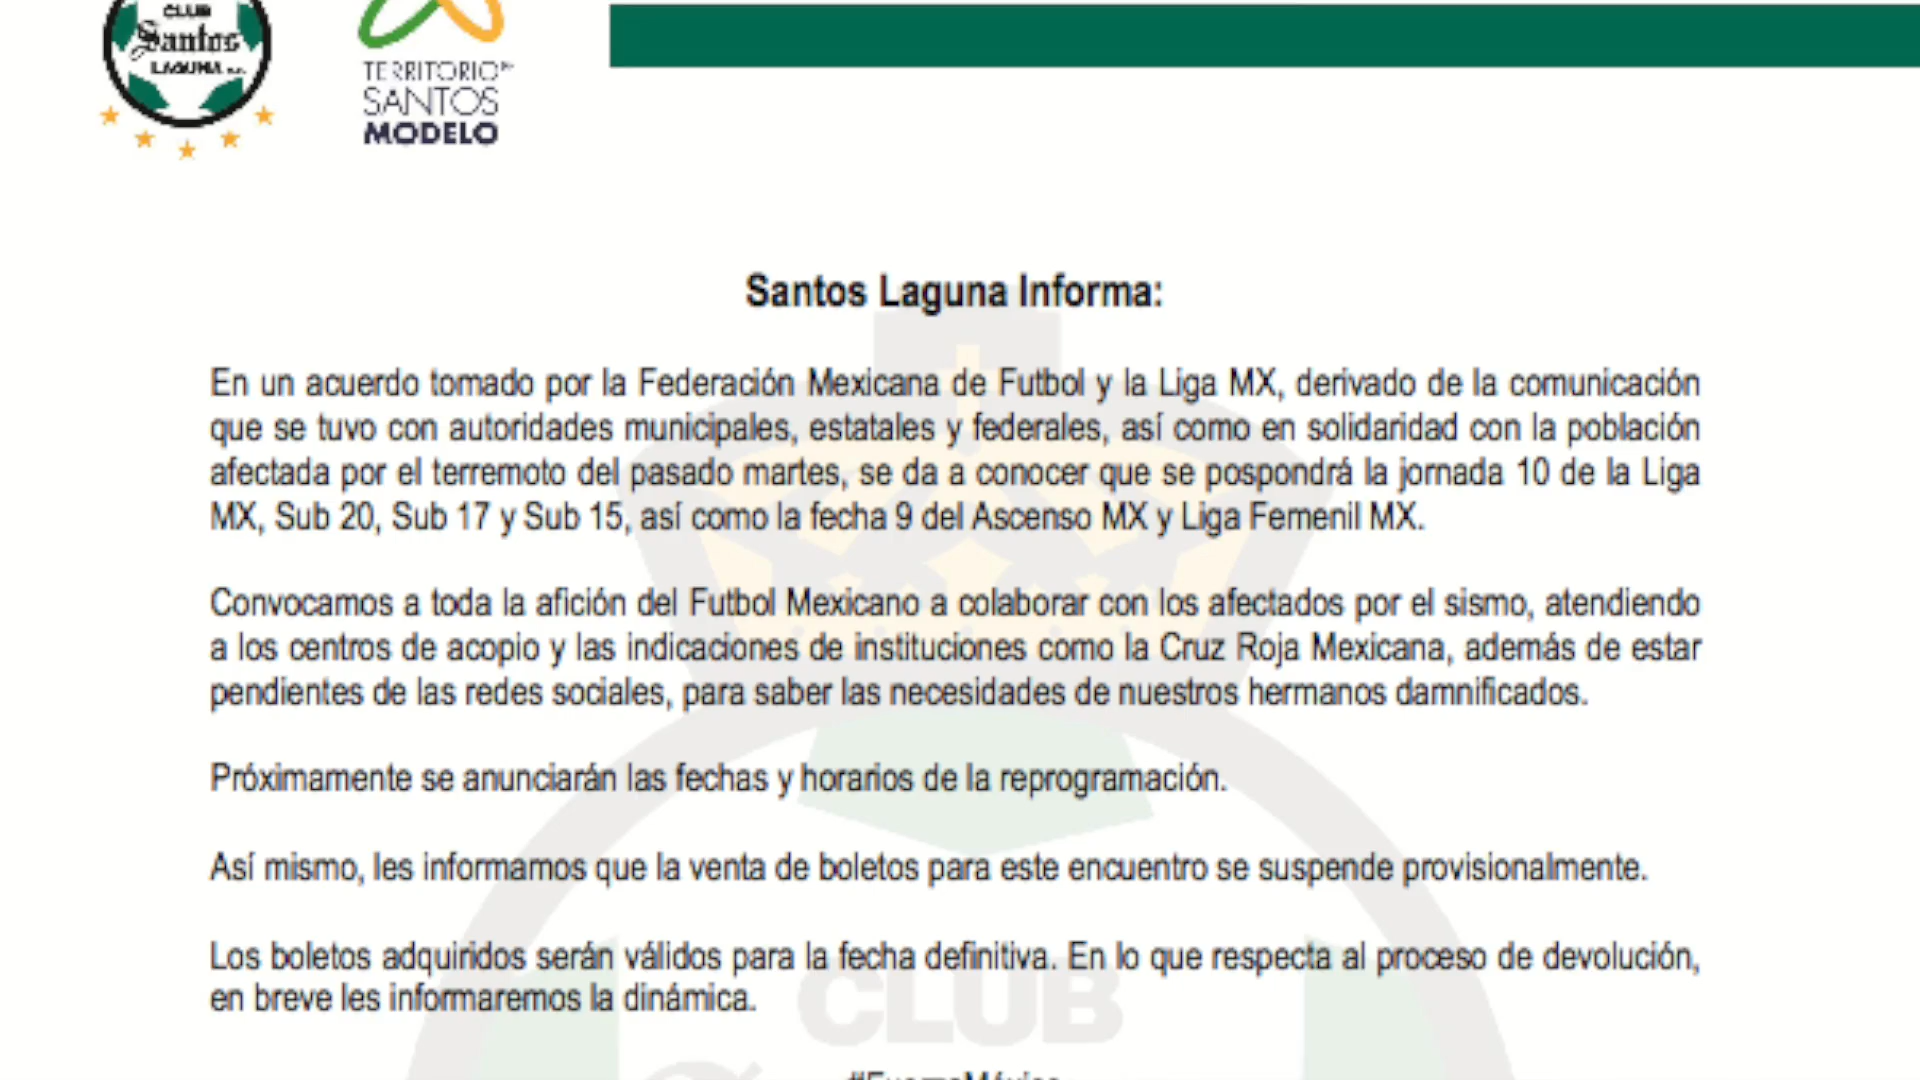 CLUB
Santos
LAGUNA
TERRITORIO
SANTOS
MODELO
Santos Laguna Informa:
En un acuerdo tomado por la Federación Mexicana de Futbol y la Liga MX, derivado de la comunicación
que se tuvo con autoridades municipales, estatales y federales, así como en solidaridad con la población
afectada por el terremoto del pasado martes, se da a conocer que se pospondrá la jornada 10 de la Liga
MX, Sub 20, Sub 17 y Sub 15, así como la fecha 9 del Ascenso MX y Liga Femenil MX.
Convocamos a toda la afición del Futbol Mexicano a colaborar con los afectados por el sismo, atendiendo
a los centros de acopio y las indicaciones de instituciones como la Cruz Roja Mexicana, además de estar
pendientes de las redes sociales, para saber las necesidades de nuestros hermanos damnificados.
Próximamente se anunciarán las fechas y horarios de la reprogramación.
Así mismo, les informamos que la venta de boletos para este encuentro se suspende provisionalmente.
Los boletos adquiridos serán válidos para la fecha definitiva. En lo que respecta al proceso de devolución,
en breve les informaremos la dinámica.
CLUB
#FuerzaMéxico